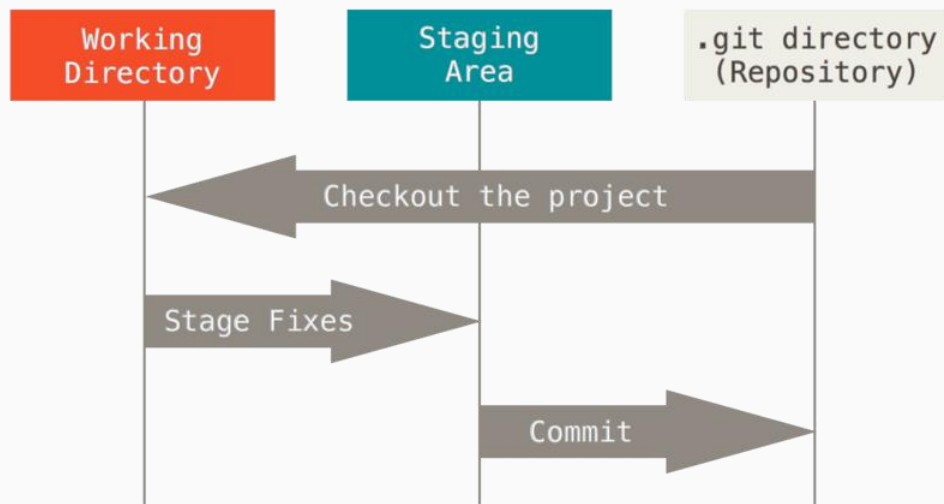 Working
Directory
Staging
Area
.git directory
(Repository)
Checkout the project
Stage Fixes
Commit